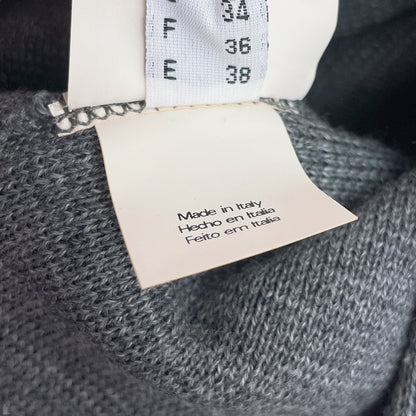 34
F 36
E 38
Made in Italy
Hecho en Italia
Feito em Italia